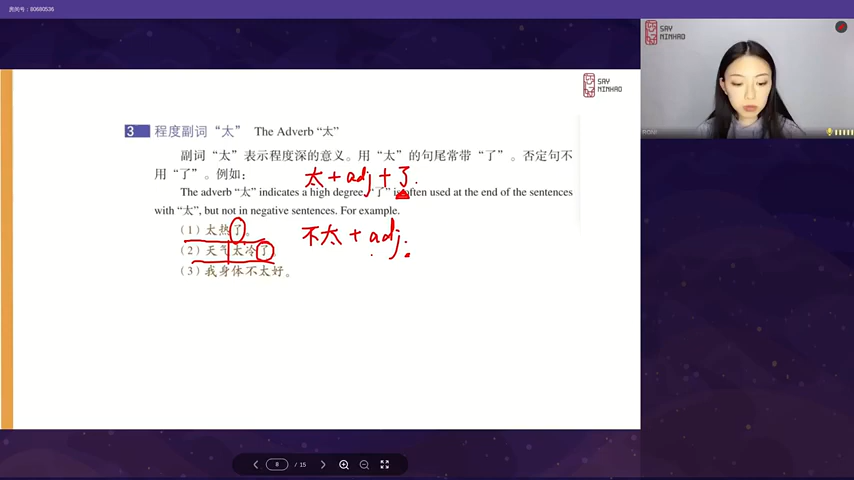 房间号：80680536
SAY
NINHAO
SAY
NINHAO
3 程度副词“太” The Adverb “太”
副词“太”表示程度深的意义。用“太”的句尾常带“了”。否定句不
用“了”。例如：
太+adj+了.
The adverb “太” indicates a high degree. “了” is often used at the end of the sentences
with “太”, but not in negative sentences. For example.
（1）太热了。
不太+adj.
（2）天气太冷了。
（3）我身体不太好。
8 / 15